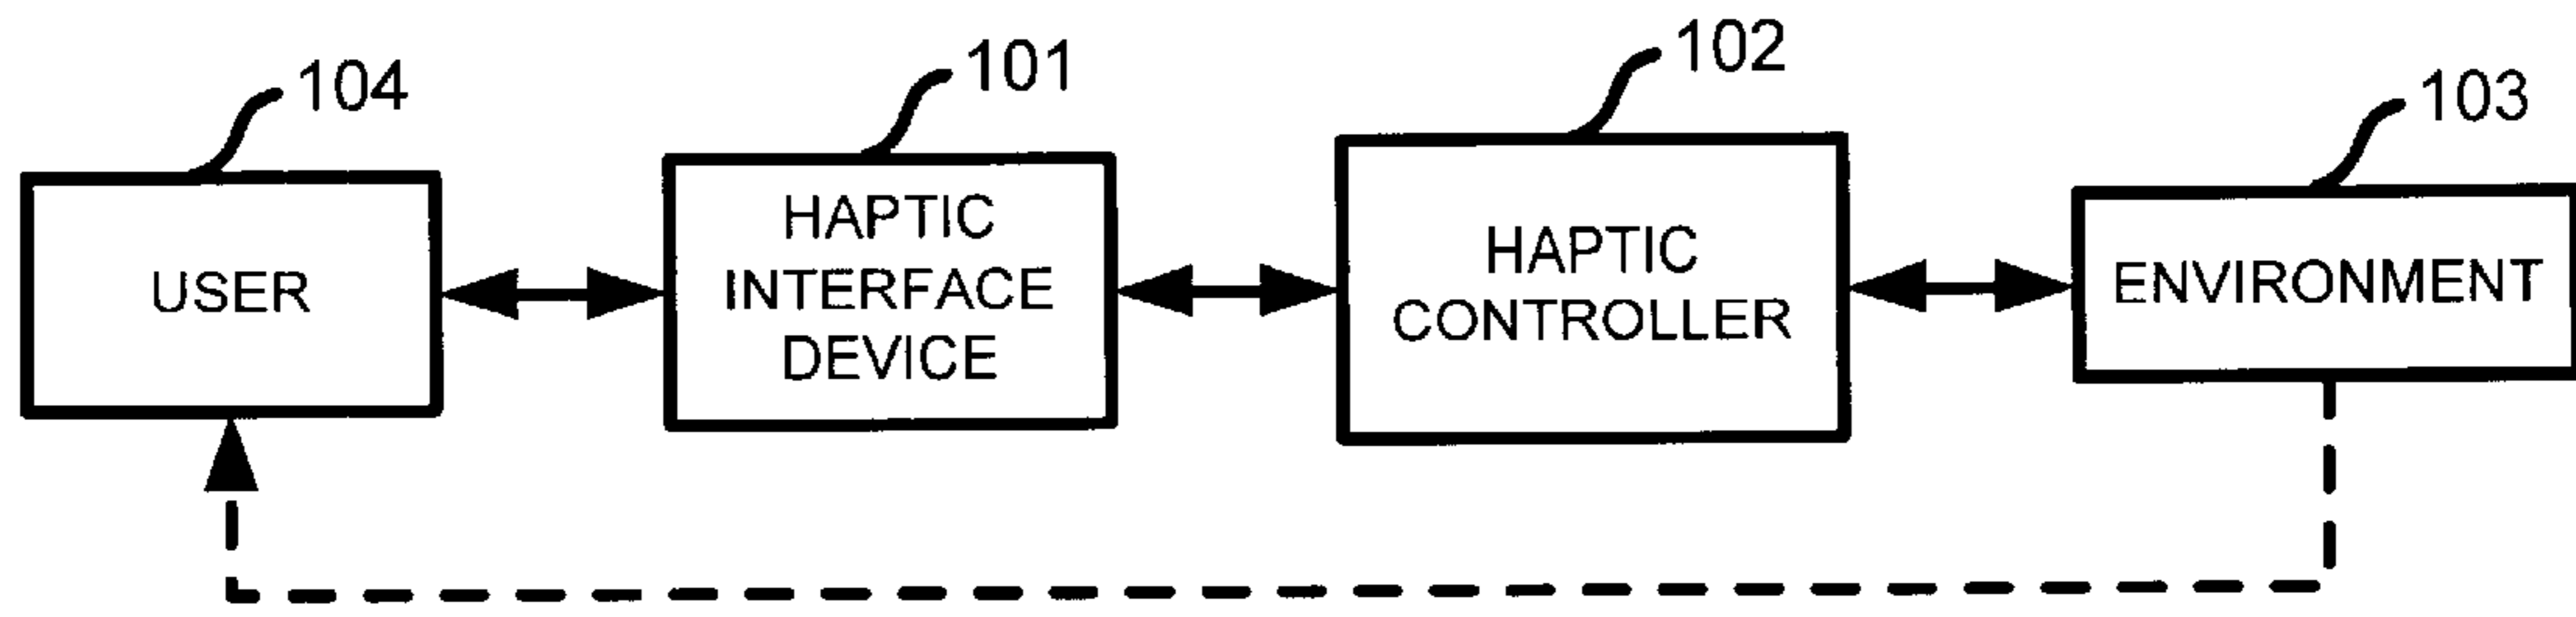 104
101
102
103
USER
HAPTIC
INTERFACE
DEVICE
HAPTIC
CONTROLLER
ENVIRONMENT